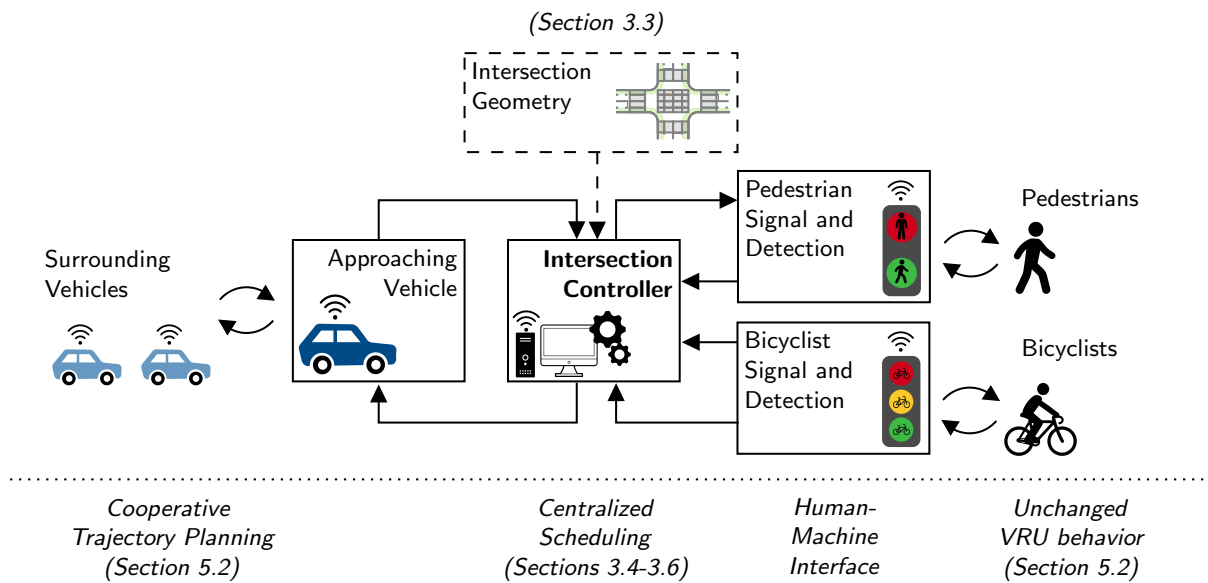 (Section 3.3)
Intersection
Geometry
Surrounding
Vehicles
Approaching
Vehicle
Intersection
Controller
Pedestrian
Signal and
Detection
Pedestrians
Bicyclist
Signal and
Detection
Bicyclists
Cooperative
Trajectory Planning
(Section 5.2)
Centralized
Scheduling
(Sections 3.4-3.6)
Human-
Machine
Interface
Unchanged
VRU behavior
(Section 5.2)